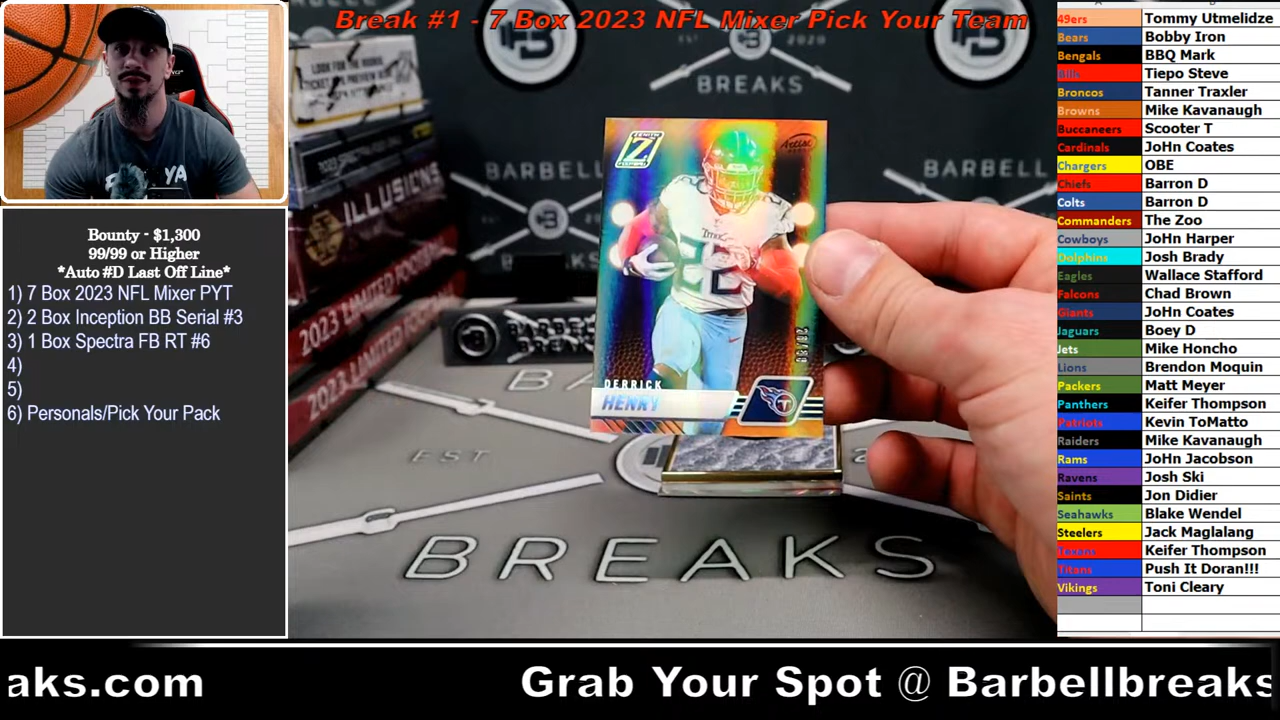 Break #1 - 7 Box 2023 NFL Mixer Pick Your Team
Bounty - $1,300
99/99 or Higher
*Auto #D Last Off Line*
1) 7 Box 2023 NFL Mixer PYT
2) 2 Box Inception BB Serial #3
3) 1 Box Spectra FB RT #6
4)
5)
6) Personals/Pick Your Pack
BREAKS
BARBELL
BARBELL
ILLUSIONS
2023
ZENITH
Artist
TITANS
DERRICK
HENRY
EST
BREAKS
49ers Tommy Utmelidze
Bears Bobby Iron
Bengals BBQ Mark
Bills Tiepo Steve
Broncos Tanner Traxler
Browns Mike Kavanaugh
Buccaneers Scooter T
Cardinals JoHn Coates
Chargers OBE
Chiefs Barron D
Colts Barron D
Commanders The Zoo
Cowboys JoHn Harper
Dolphins Josh Brady
Eagles Wallace Stafford
Falcons Chad Brown
Giants JoHn Coates
Jaguars Boey D
Jets Mike Honcho
Lions Brendon Moquin
Packers Matt Meyer
Panthers Keifer Thompson
Patriots Kevin ToMatto
Raiders Mike Kavanaugh
Rams JoHn Jacobson
Ravens Josh Ski
Saints Jon Didier
Seahawks Blake Wendel
Steelers Jack Maglalang
Texans Keifer Thompson
Titans Push It Doran!!!
Vikings Toni Cleary
aks.com Grab Your Spot @ Barbellbreaks